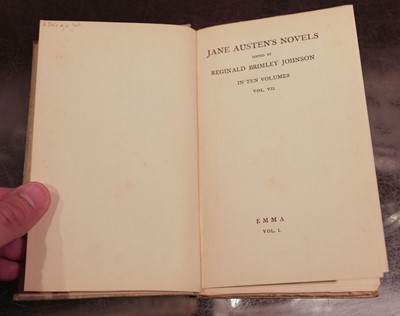 JANE AUSTEN'S NOVELS
EDITED BY
REGINALD BRIMLEY JOHNSON
IN TEN VOLUMES
VOL. VII.
EMMA
VOL. I.